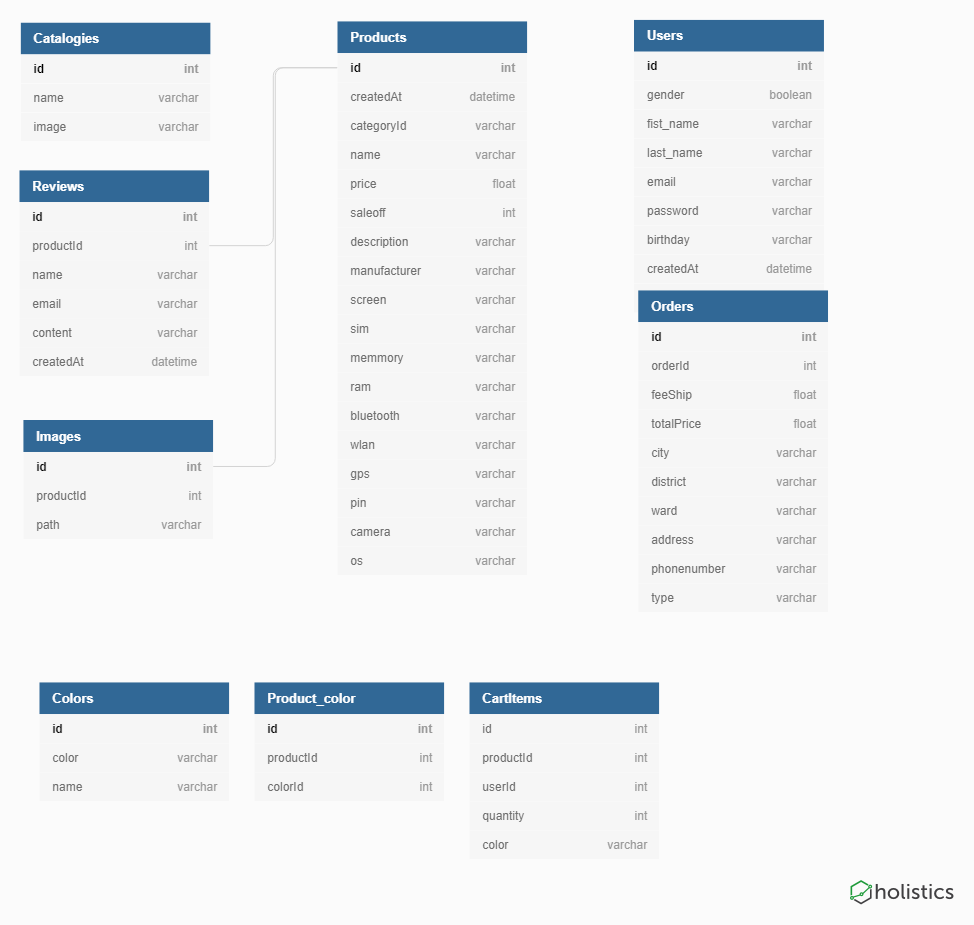 Catalogies
id int
name varchar
image varchar
Reviews
id int
productId int
name varchar
email varchar
content varchar
createdAt datetime
Images
id int
productId int
path varchar
Products
id int
createdAt datetime
categoryId varchar
name varchar
price float
saleoff int
description varchar
manufacturer varchar
screen varchar
sim varchar
memmory varchar
ram varchar
bluetooth varchar
wlan varchar
gps varchar
pin varchar
camera varchar
os varchar
Users
id int
gender boolean
fist_name varchar
last_name varchar
email varchar
password varchar
birthday varchar
createdAt datetime
Orders
id int
orderId int
feeShip float
totalPrice float
city varchar
district varchar
ward varchar
address varchar
phonenumber varchar
type varchar
Colors
id int
color varchar
name varchar
Product_color
id int
productId int
colorId int
CartItems
id int
productId int
userId int
quantity int
color varchar
holistics